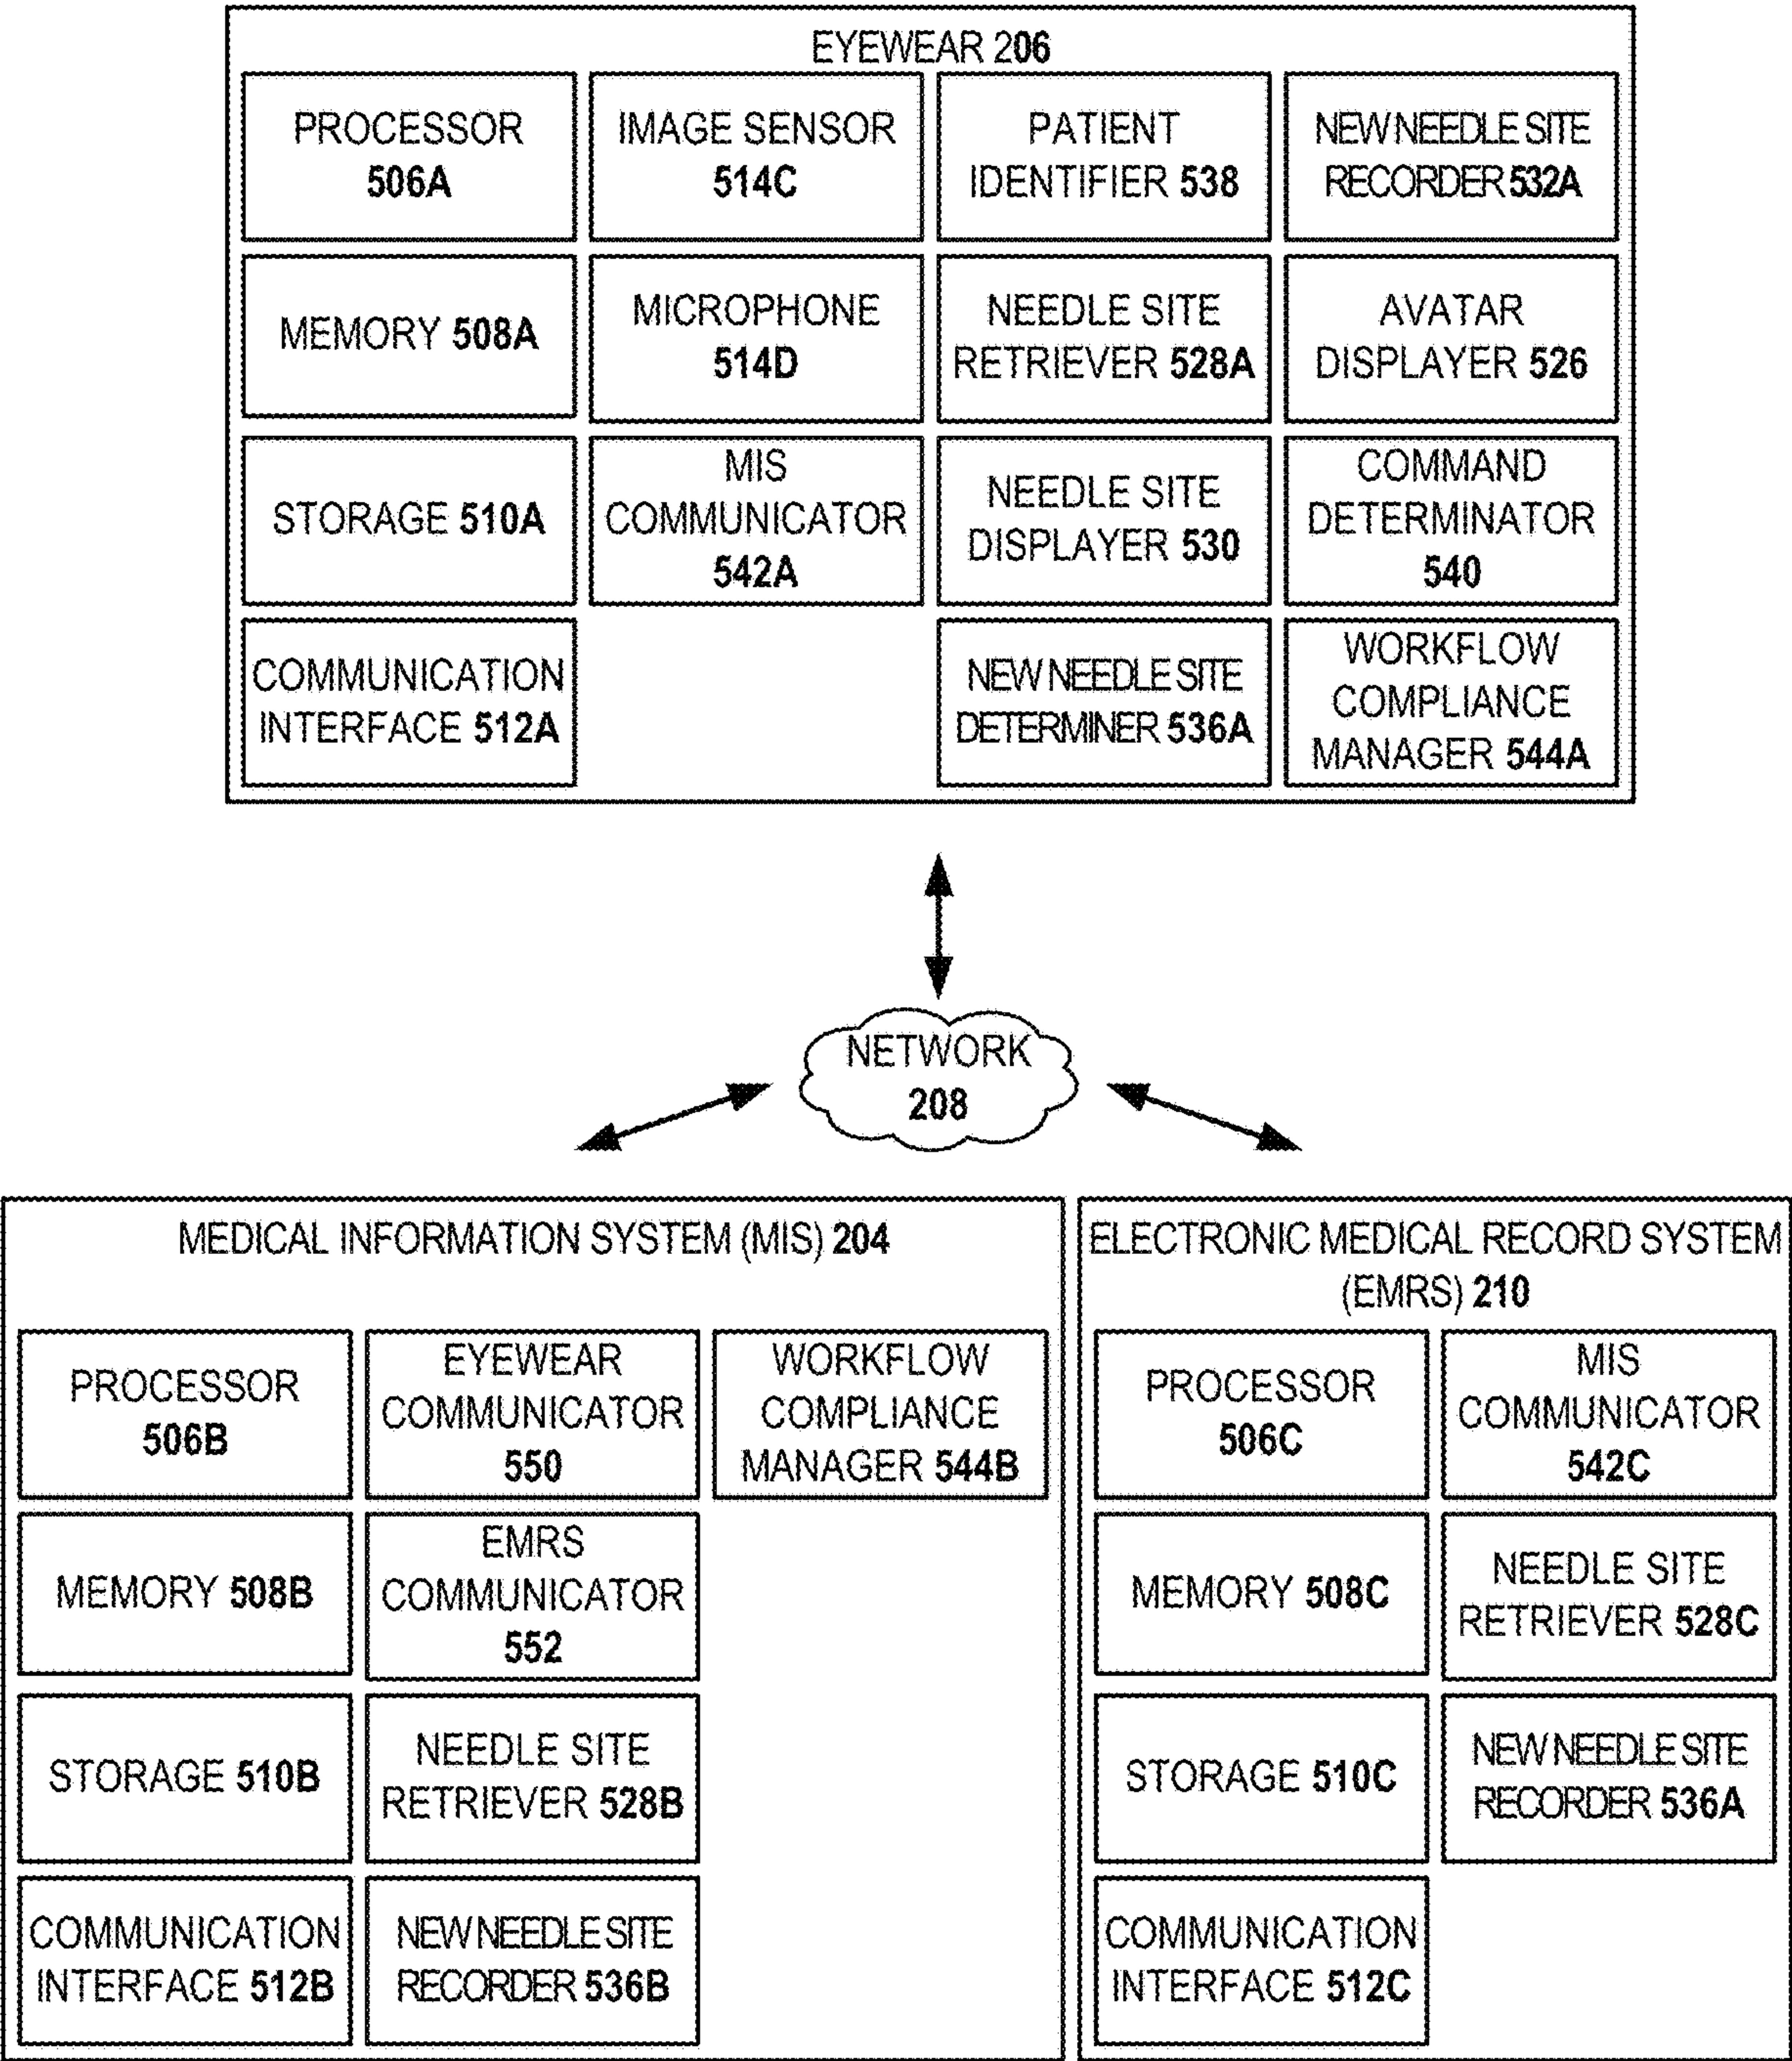 EYEWEAR 206
PROCESSOR
506A
IMAGE SENSOR
514C
PATIENT
IDENTIFIER 538
NEW NEEDLE SITE
RECORDER 532A
MEMORY 508A
MICROPHONE
514D
NEEDLE SITE
RETRIEVER 528A
AVATAR
DISPLAYER 526
STORAGE 510A
MIS
COMMUNICATOR
542A
NEEDLE SITE
DISPLAYER 530
COMMAND
DETERMINATOR
540
COMMUNICATION
INTERFACE 512A
NEW NEEDLE SITE
DETERMINER 536A
WORKFLOW
COMPLIANCE
MANAGER 544A
NETWORK
208
MEDICAL INFORMATION SYSTEM (MIS) 204
PROCESSOR
506B
EYEWEAR
COMMUNICATOR
550
WORKFLOW
COMPLIANCE
MANAGER 544B
MEMORY 508B
EMRS
COMMUNICATOR
552
STORAGE 510B
NEEDLE SITE
RETRIEVER 528B
COMMUNICATION
INTERFACE 512B
NEW NEEDLE SITE
RECORDER 536B
ELECTRONIC MEDICAL RECORD SYSTEM
(EMRS) 210
PROCESSOR
506C
MIS
COMMUNICATOR
542C
MEMORY 508C
NEEDLE SITE
RETRIEVER 528C
STORAGE 510C
NEW NEEDLE SITE
RECORDER 536A
COMMUNICATION
INTERFACE 512C